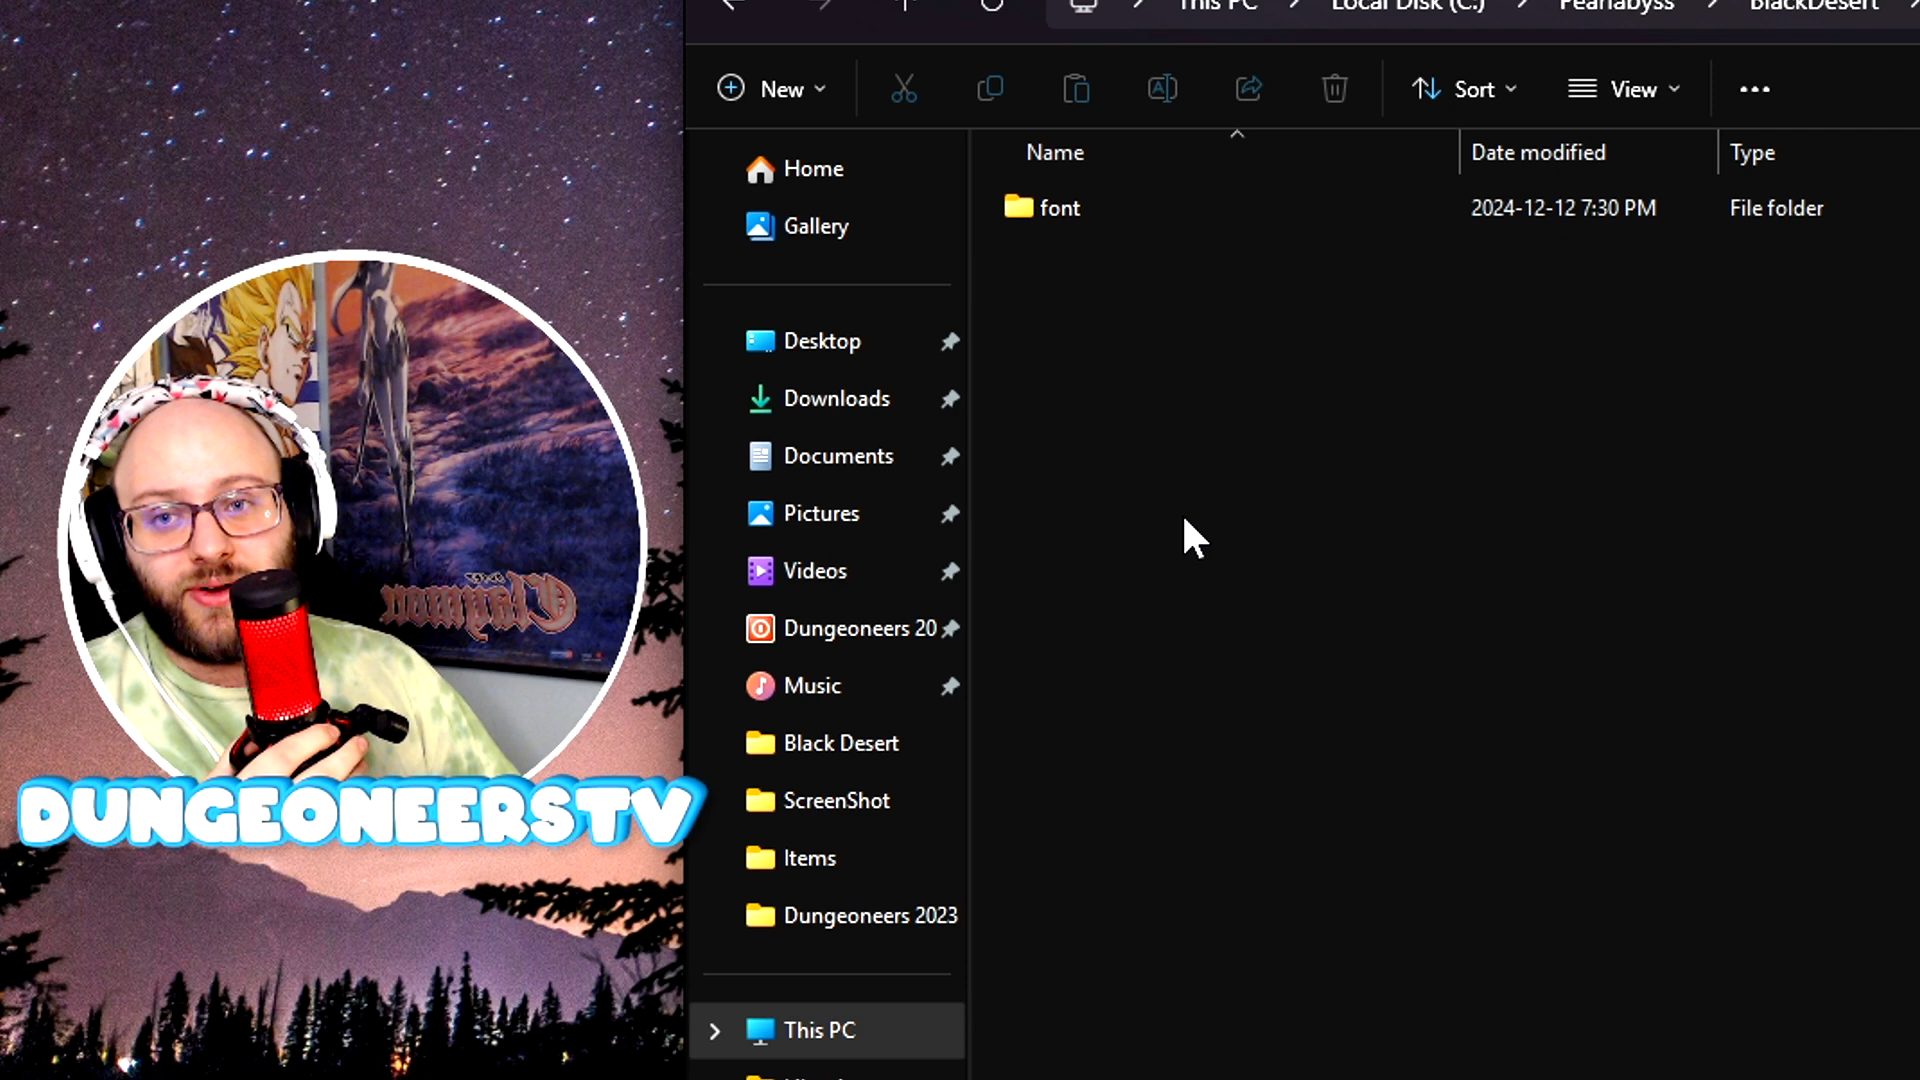 This PC > Local Disk (C:) > Pearlabyss > BlackDesert >
New
Sort
View
Name
Date modified
Type
font
2024-12-12 7:30 PM
File folder
Home
Gallery
Desktop
Downloads
Documents
Pictures
Videos
Dungeoneers 20
Music
Black Desert
ScreenShot
Items
Dungeoneers 2023
This PC
Claymore
DUNGEONEERSTV